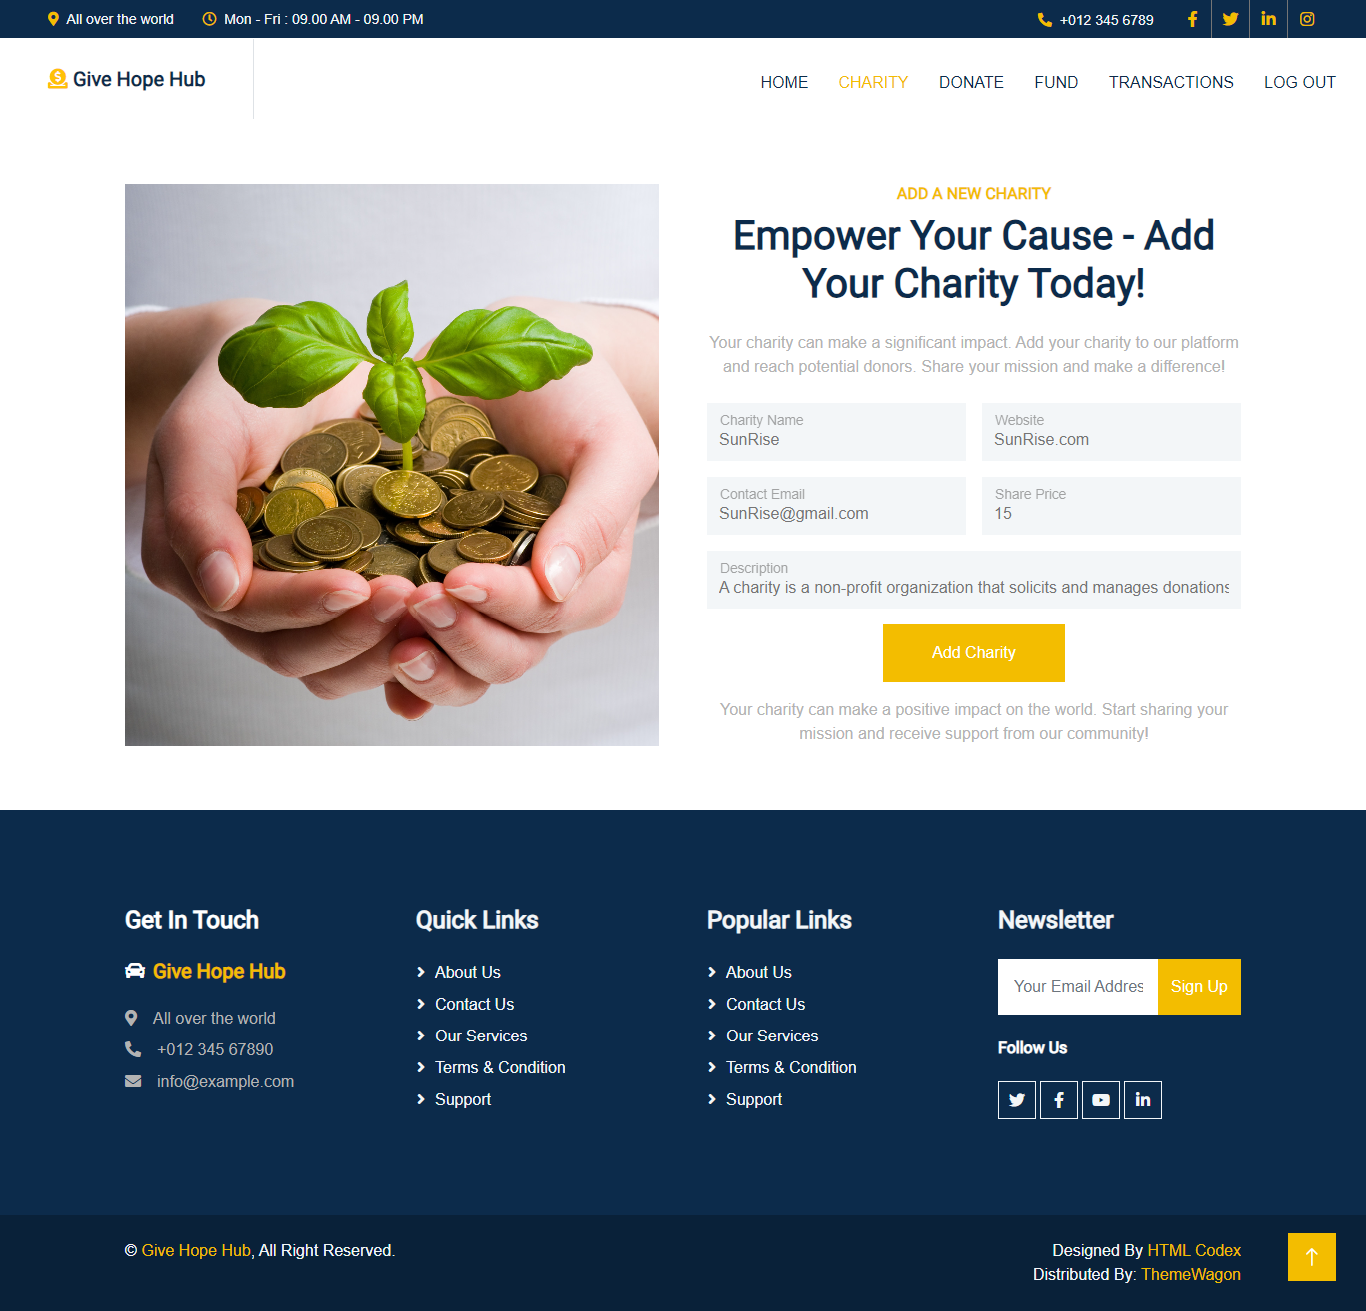 All over the world
Mon - Fri : 09.00 AM - 09.00 PM
+012 345 6789
Give Hope Hub
HOME
CHARITY
DONATE
FUND
TRANSACTIONS
LOG OUT
ADD A NEW CHARITY
Empower Your Cause - Add
Your Charity Today!
Your charity can make a significant impact. Add your charity to our platform
and reach potential donors. Share your mission and make a difference!
Charity Name
SunRise
Website
SunRise.com
Contact Email
SunRise@gmail.com
Share Price
15
Description
A charity is a non-profit organization that solicits and manages donations
Add Charity
Your charity can make a positive impact on the world. Start sharing your
mission and receive support from our community!
Get In Touch
Give Hope Hub
All over the world
+012 345 67890
info@example.com
Quick Links
About Us
Contact Us
Our Services
Terms & Condition
Support
Popular Links
About Us
Contact Us
Our Services
Terms & Condition
Support
Newsletter
Your Email Addres
Sign Up
Follow Us
© Give Hope Hub, All Right Reserved.
Designed By HTML Codex
Distributed By: ThemeWagon